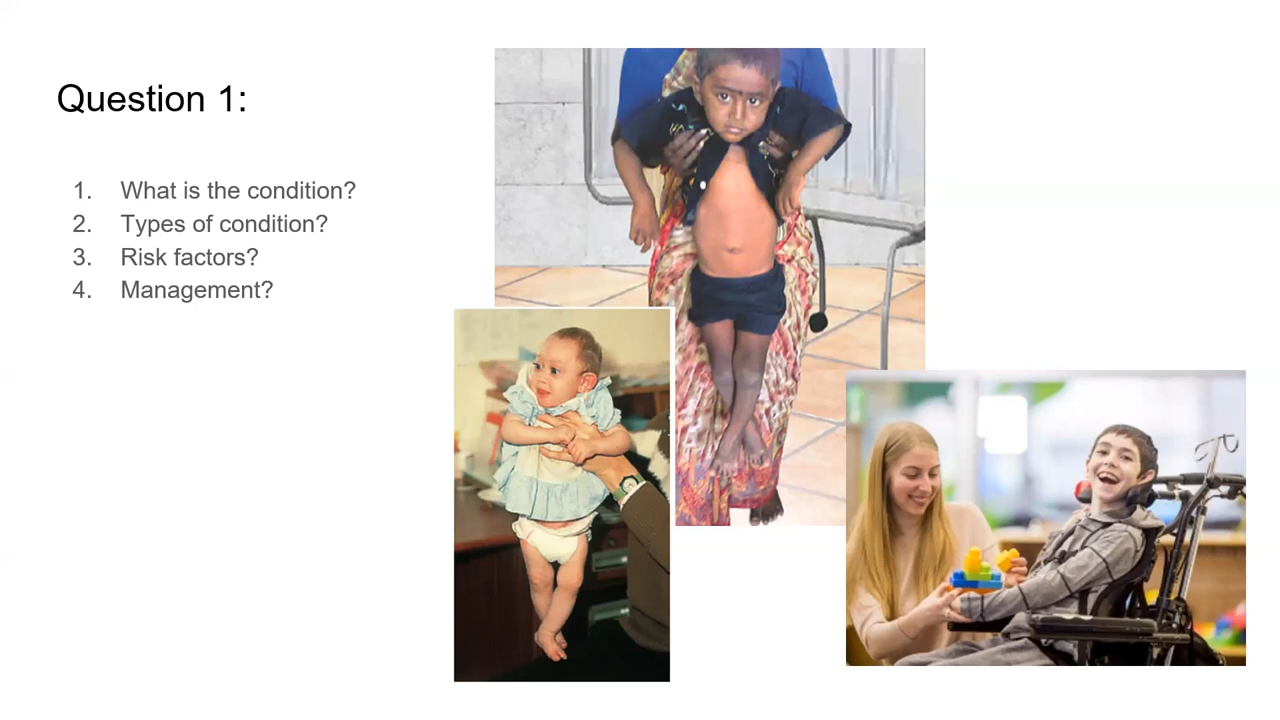 Question 1:
1. What is the condition?
2. Types of condition?
3. Risk factors?
4. Management?